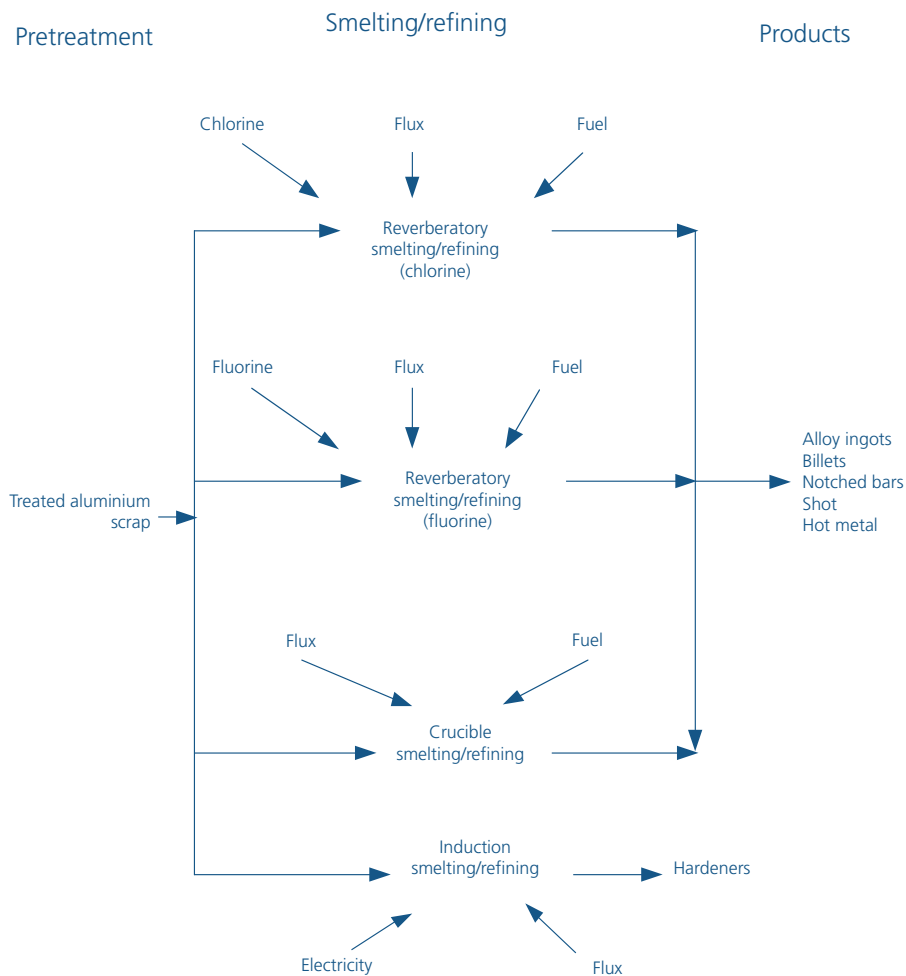 Pretreatment
Smelting/refining
Products
Chlorine
Flux
Fuel
Reverberatory
smelting/refining
(chlorine)
Fluorine
Flux
Fuel
Reverberatory
smelting/refining
(fluorine)
Treated aluminium
scrap
Alloy ingots
Billets
Notched bars
Shot
Hot metal
Flux
Fuel
Crucible
smelting/refining
Induction
smelting/refining
Hardeners
Electricity
Flux